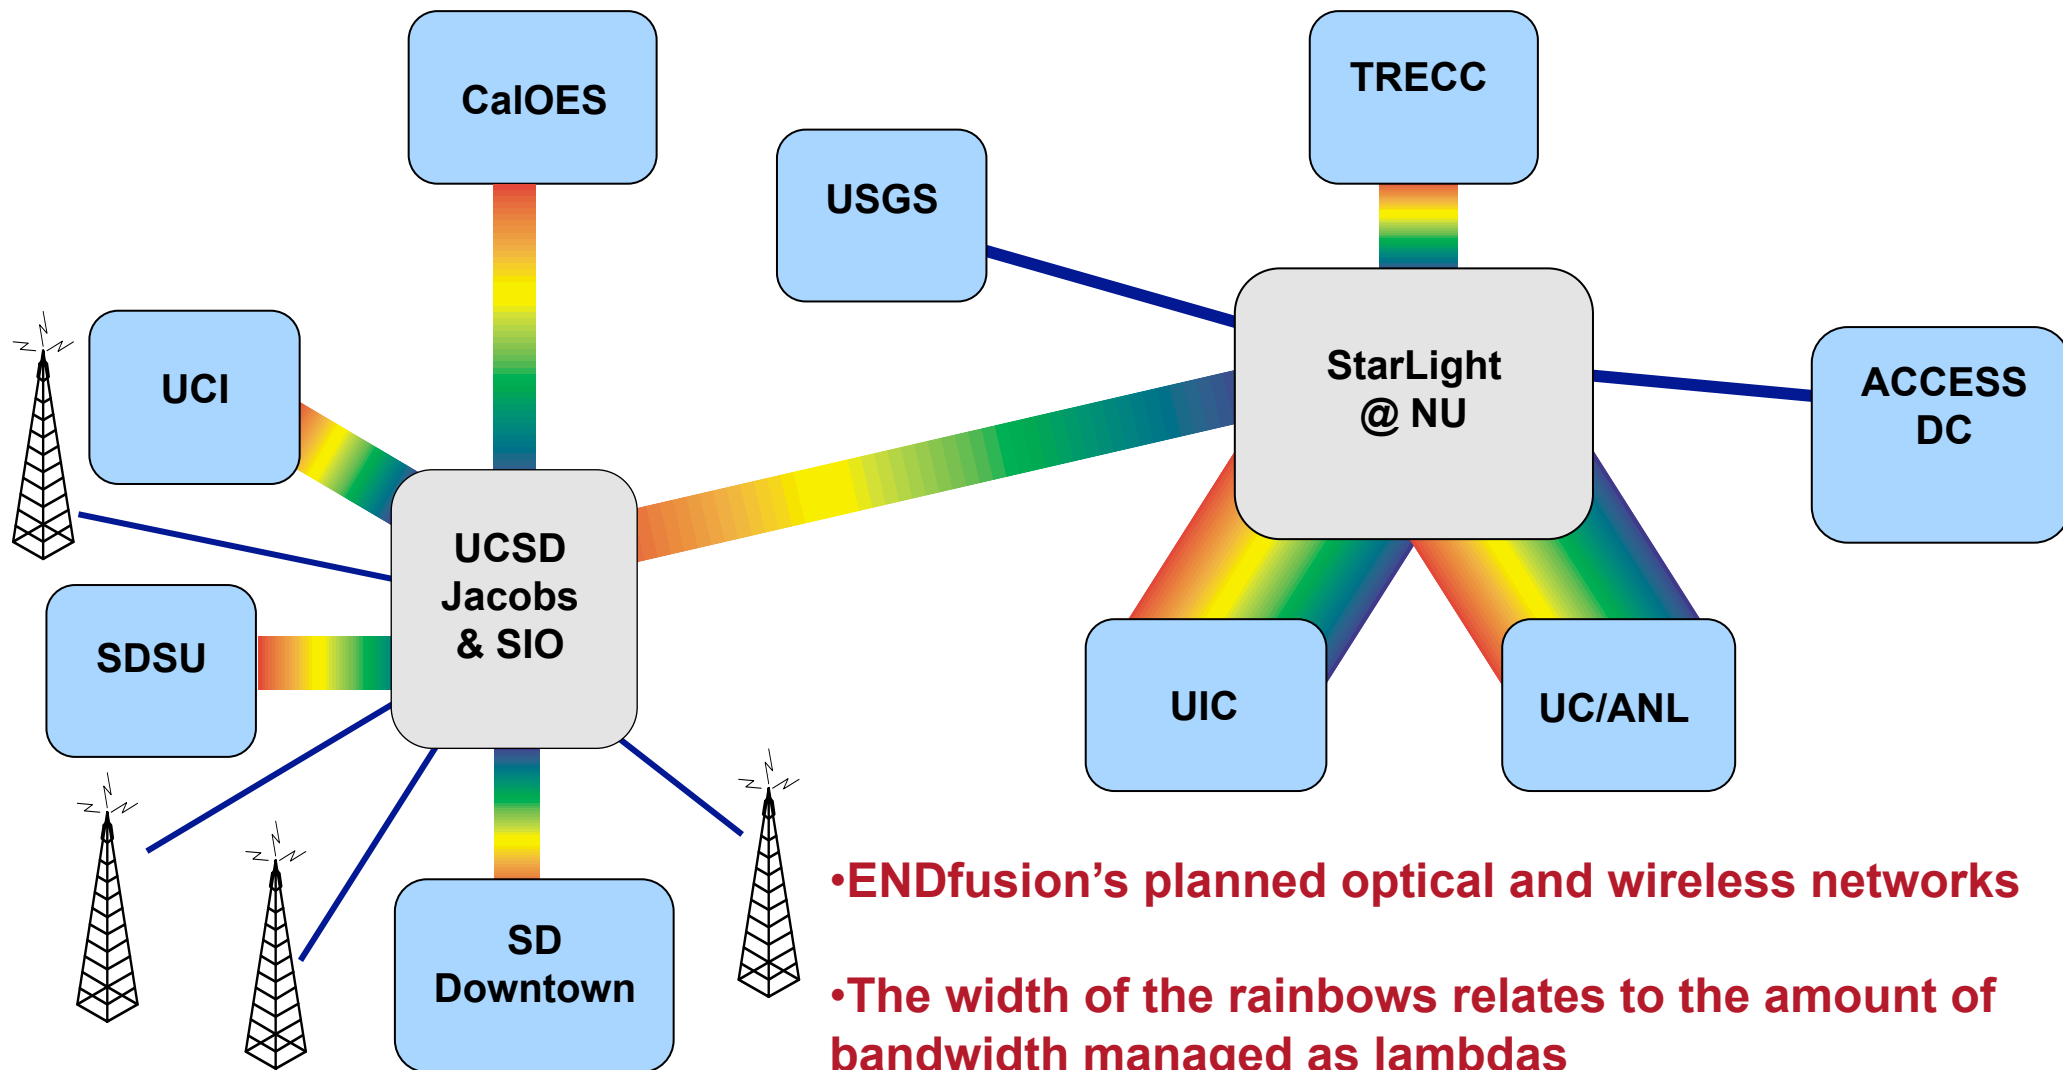 CalOES
TRECC
USGS
UCI
StarLight
@ NU
ACCESS
DC
UCSD
Jacobs
& SIO
SDSU
UIC
UC/ANL
SD
Downtown
•ENDfusion’s planned optical and wireless networks
•The width of the rainbows relates to the amount of
bandwidth managed as lambdas